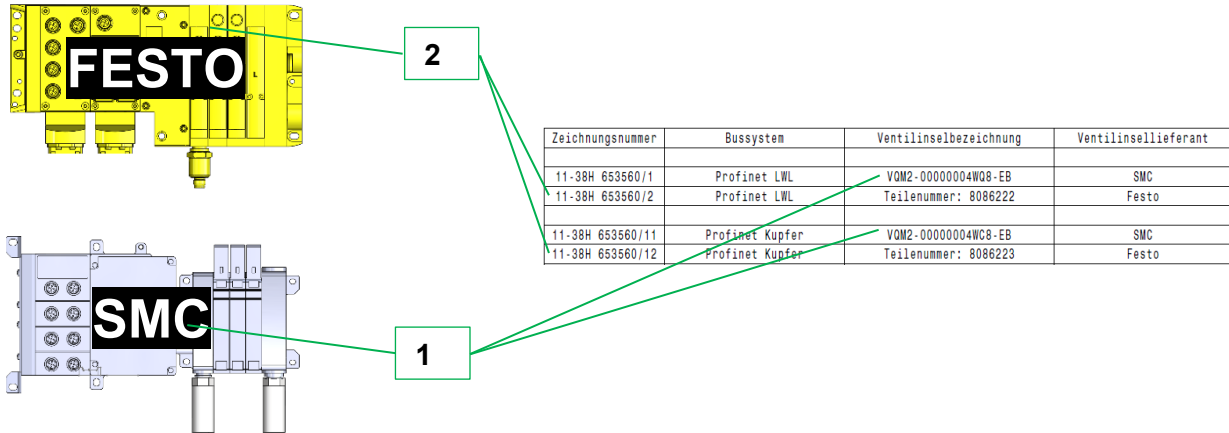 FESTO
L
2
Zeichnungsnummer Bussystem Ventilinselbezeichnung Ventilinsellieferant
11-38H 653560/1 Profinet LWL VQM2-00000004WQ8-EB SMC
11-38H 653560/2 Profinet LWL Teilenummer: 8086222 Festo
11-38H 653560/11 Profinet Kupfer VQM2-00000004WC8-EB SMC
11-38H 653560/12 Profinet Kupfer Teilenummer: 8086223 Festo
SMC
1